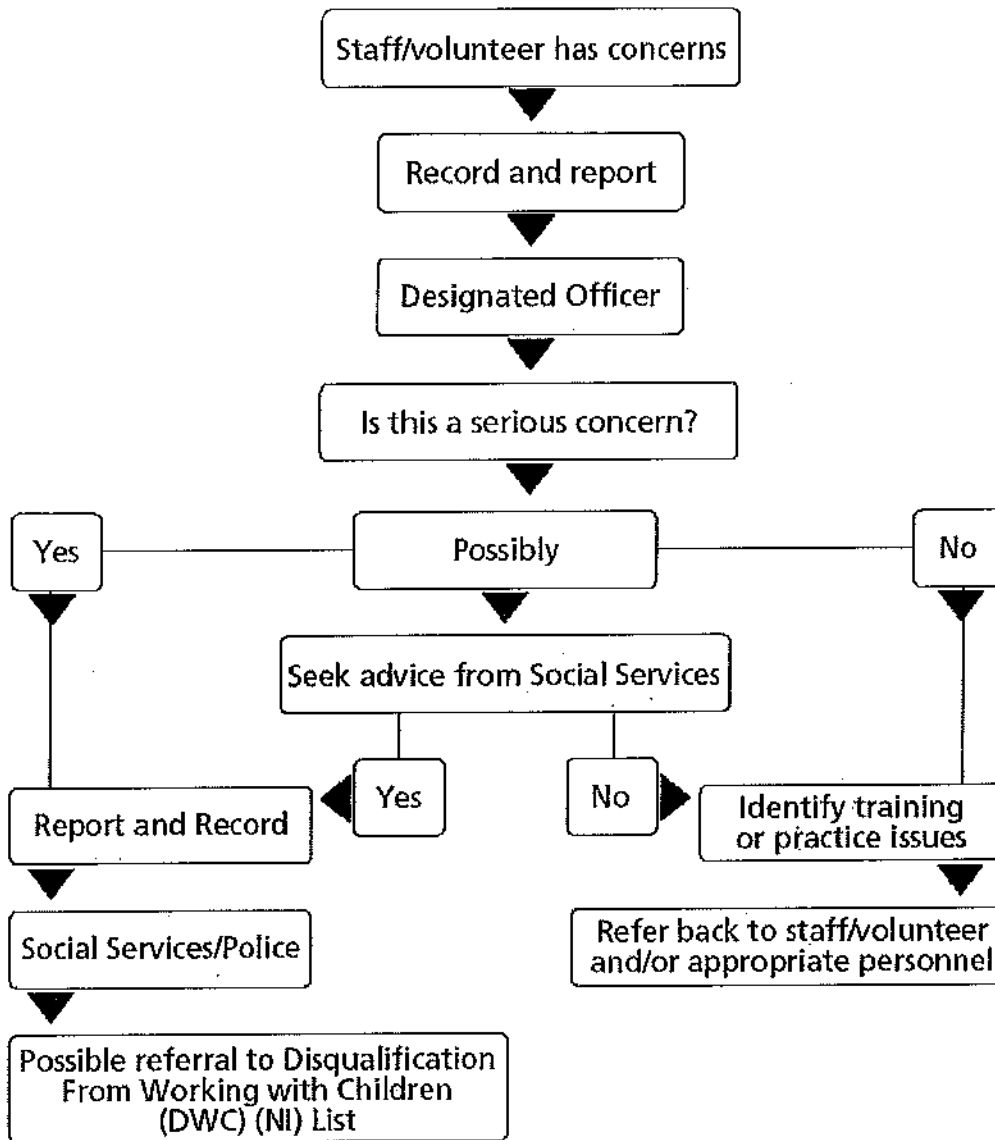 Staff/volunteer has concerns
Record and report
Designated Officer
Is this a serious concern?
Yes
Possibly
No
Seek advice from Social Services
Yes
No
Report and Record
Identify training
or practice issues
Social Services/Police
Refer back to staff/volunteer
and/or appropriate personnel
Possible referral to Disqualification
From Working with Children
(DWC) (NI) List